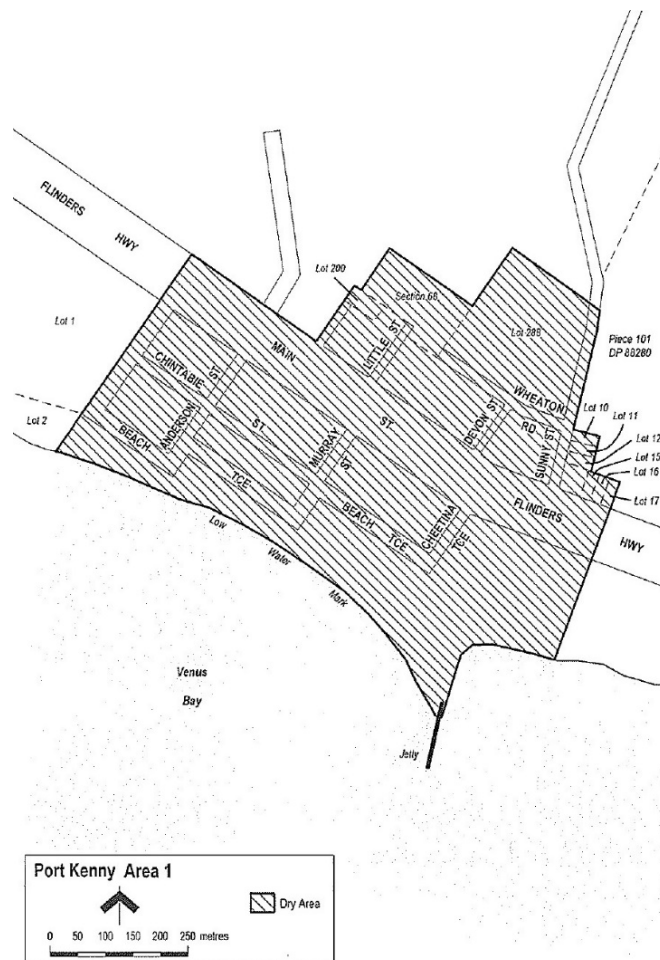 FLINDERS
HWY
Lot 200
Section 68
Lot 1
Lot 288
LITTLE ST
Piece 101
DP 88280
MAIN
ST
CHINTABIE
ST
WHEATON
RD
DEVON ST
SUNNY ST
Lot 10
Lot 11
Lot 12
Lot 15
Lot 16
Lot 17
Lot 2
BEACH
TCE
ANDERSON
ST
MURRAY
ST
BEACH
TCE
CHEETINA
TCE
FLINDERS
HWY
Low
Water
Mark
Venus
Bay
Jetty
Port Kenny Area 1
Dry Area
0 50 100 150 200 250 metres